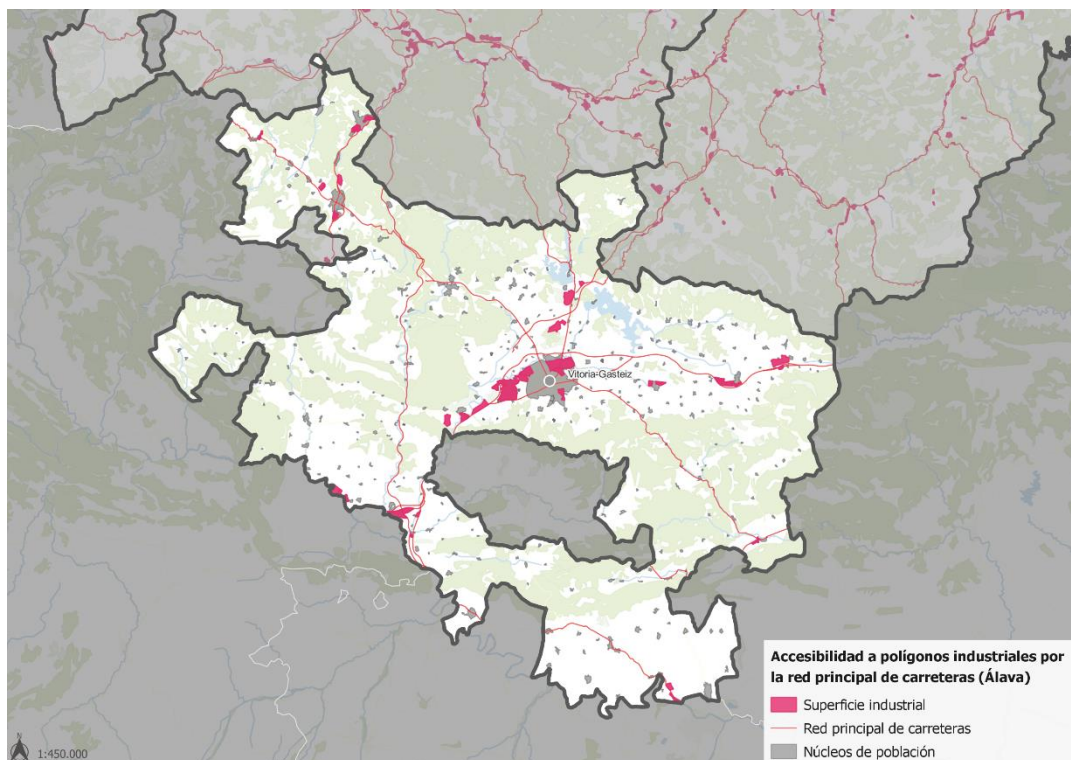 Vitoria-Gasteiz
Accesibilidad a polígonos industriales por
la red principal de carreteras (Álava)
Superficie industrial
Red principal de carreteras
Núcleos de población
N
1:450.000